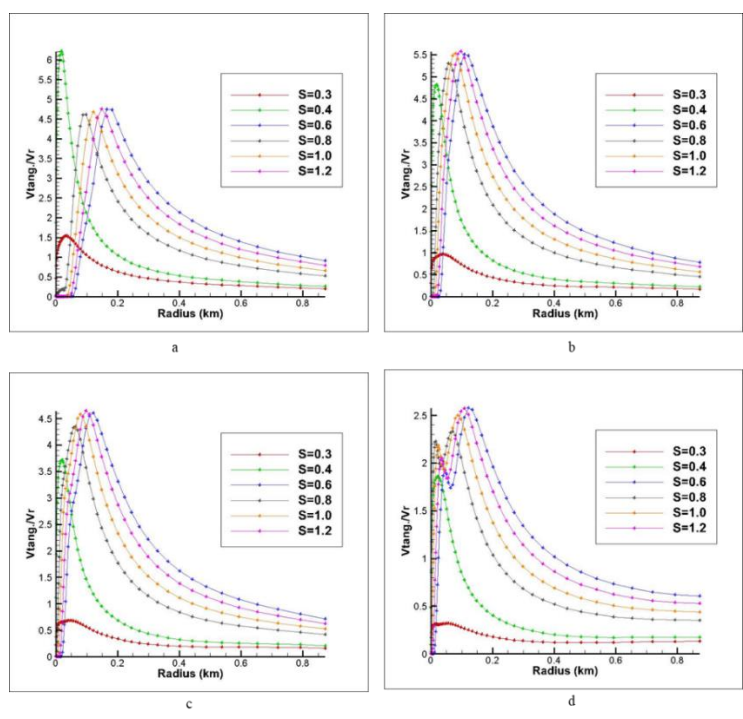 6
5.5
5
4.5
4
3.5
3
2.5
2
1.5
1
0.5
0
Vtang./Vr
0 0.2 0.4 0.6 0.8
Radius (km)
S=0.3
S=0.4
S=0.6
S=0.8
S=1.0
S=1.2
a
5.5
5
4.5
4
3.5
3
2.5
2
1.5
1
0.5
0
Vtang./Vr
0 0.2 0.4 0.6 0.8
Radius (km)
S=0.3
S=0.4
S=0.6
S=0.8
S=1.0
S=1.2
b
4.5
4
3.5
3
2.5
2
1.5
1
0.5
0
Vtang./Vr
0 0.2 0.4 0.6 0.8
Radius (km)
S=0.3
S=0.4
S=0.6
S=0.8
S=1.0
S=1.2
c
2.5
2
1.5
1
0.5
0
Vtang./Vr
0 0.2 0.4 0.6 0.8
Radius (km)
S=0.3
S=0.4
S=0.6
S=0.8
S=1.0
S=1.2
d